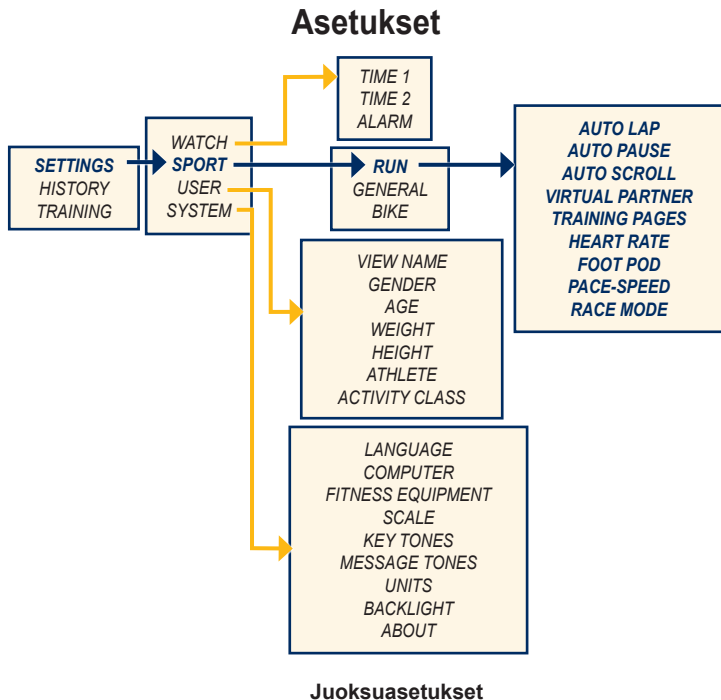 Asetukset
SETTINGS
HISTORY
TRAINING
WATCH
SPORT
USER
SYSTEM
TIME 1
TIME 2
ALARM
RUN
GENERAL
BIKE
AUTO LAP
AUTO PAUSE
AUTO SCROLL
VIRTUAL PARTNER
TRAINING PAGES
HEART RATE
FOOT POD
PACE-SPEED
RACE MODE
VIEW NAME
GENDER
AGE
WEIGHT
HEIGHT
ATHLETE
ACTIVITY CLASS
LANGUAGE
COMPUTER
FITNESS EQUIPMENT
SCALE
KEY TONES
MESSAGE TONES
UNITS
BACKLIGHT
ABOUT
Juoksuasetukset